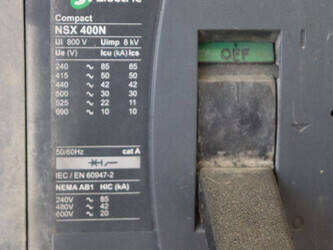 Electric
Compact
NSX 400N
Ui 800 V Uimp 8 kV
Ue (V) Icu (kA) Ics
240 ~ 85 85
415 ~ 50 50
440 ~ 42 42
500 ~ 30 30
525 ~ 22 11
690 ~ 10 10
50/60Hz cat A
IEC / EN 60947-2
NEMA AB1 HIC (kA)
240V ~ 85
480V ~ 42
600V ~ 20
OFF